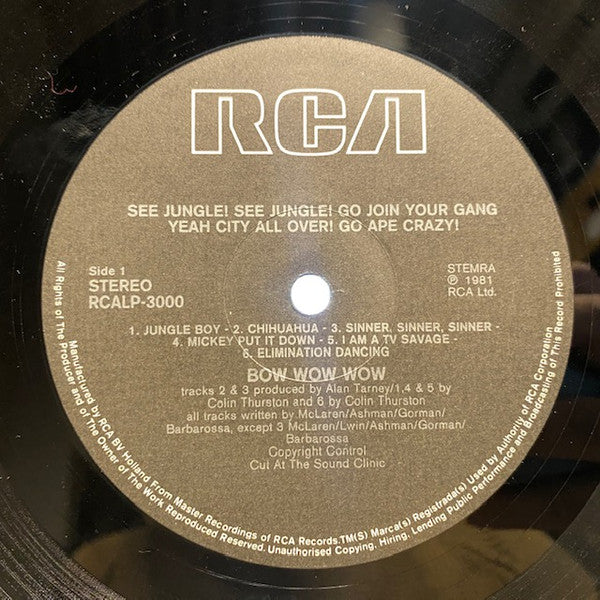 RCA
SEE JUNGLE! SEE JUNGLE! GO JOIN YOUR GANG
YEAH CITY ALL OVER! GO APE CRAZY!
Side 1
STEREO
RCALP-3000
STEMRA
℗ 1981
RCA Ltd.
1. JUNGLE BOY - 2. CHIHUAHUA - 3. SINNER, SINNER, SINNER -
4. MICKEY PUT IT DOWN - 5. I AM A TV SAVAGE -
6. ELIMINATION DANCING
BOW WOW WOW
tracks 2 & 3 produced by Alan Tarney/1,4 & 5 by
Colin Thurston and 6 by Colin Thurston
all tracks written by McLaren/Ashman/Gorman/
Barbarossa, except 3 McLaren/Lwin/Ashman/Gorman/
Barbarossa
Copyright Control
Cut At The Sound Clinic
Manufactured by RCA BV Holland From Master Recordings of RCA Records.TM(S) Marca(s) Registrada(s) Used by Authority of RCA Corporation
All Rights of The Producer and of The Owner of The Work Reproduced Reserved. Unauthorised Copying, Hiring, Lending Public Performance and Broadcasting of This Record Prohibited